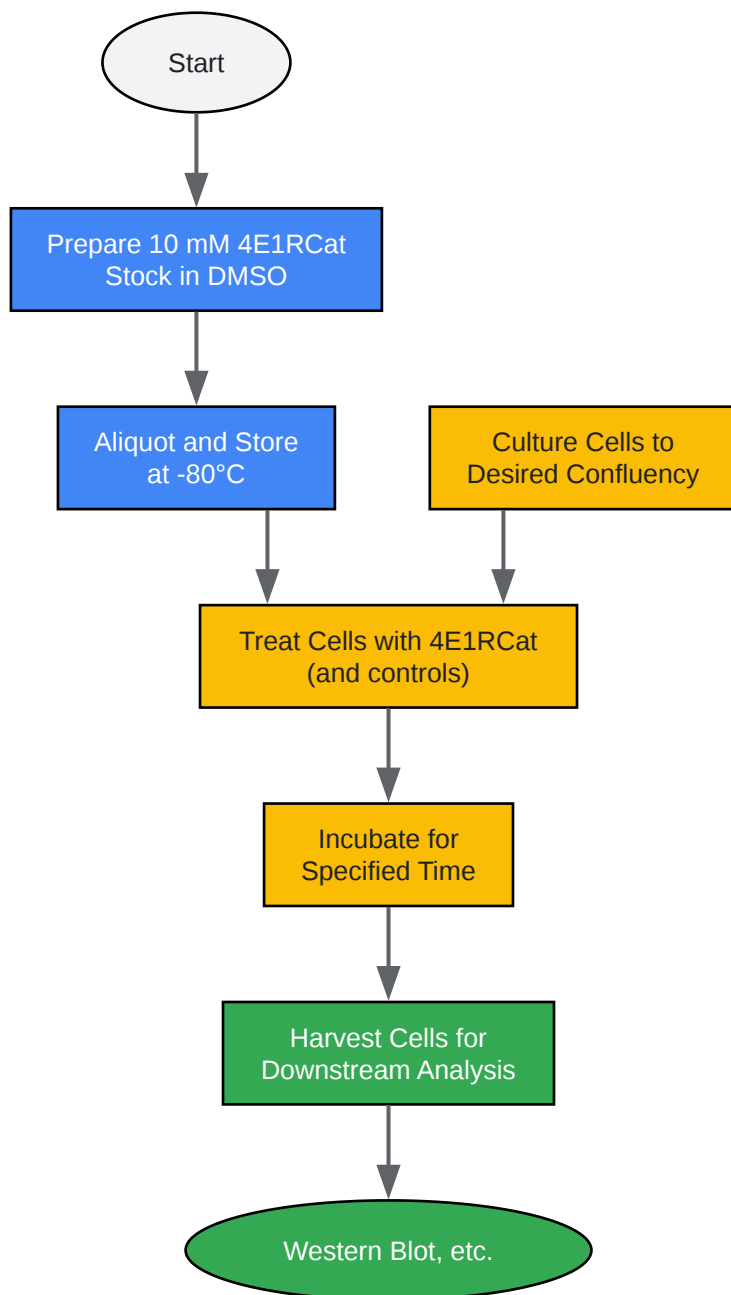 Start
Prepare 10 mM 4E1RCat
Stock in DMSO
Aliquot and Store
at -80°C
Culture Cells to
Desired Confluency
Treat Cells with 4E1RCat
(and controls)
Incubate for
Specified Time
Harvest Cells for
Downstream Analysis
Western Blot, etc.